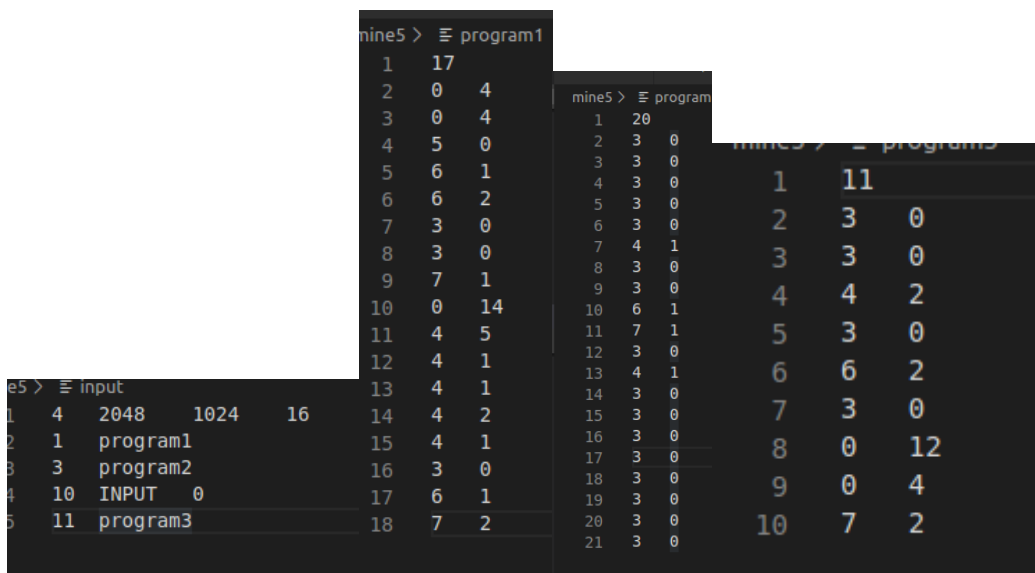 e5 > input
1 4 2048 1024 16
2 1 program1
3 3 program2
4 10 INPUT 0
5 11 program3
mine5 > program1
1 17
2 0 4
3 0 4
4 5 0
5 6 1
6 6 2
7 3 0
8 3 0
9 7 1
10 0 14
11 4 5
12 4 1
13 4 1
14 4 2
15 4 1
16 3 0
17 6 1
18 7 2
mine5 > program
1 20
2 3 0
3 3 0
4 3 0
5 3 0
6 3 0
7 4 1
8 3 0
9 3 0
10 6 1
11 7 1
12 3 0
13 4 1
14 3 0
15 3 0
16 3 0
17 3 0
18 3 0
19 3 0
20 3 0
21 3 0
mine5 > program3
1 11
2 3 0
3 3 0
4 4 2
5 3 0
6 6 2
7 3 0
8 0 12
9 0 4
10 7 2